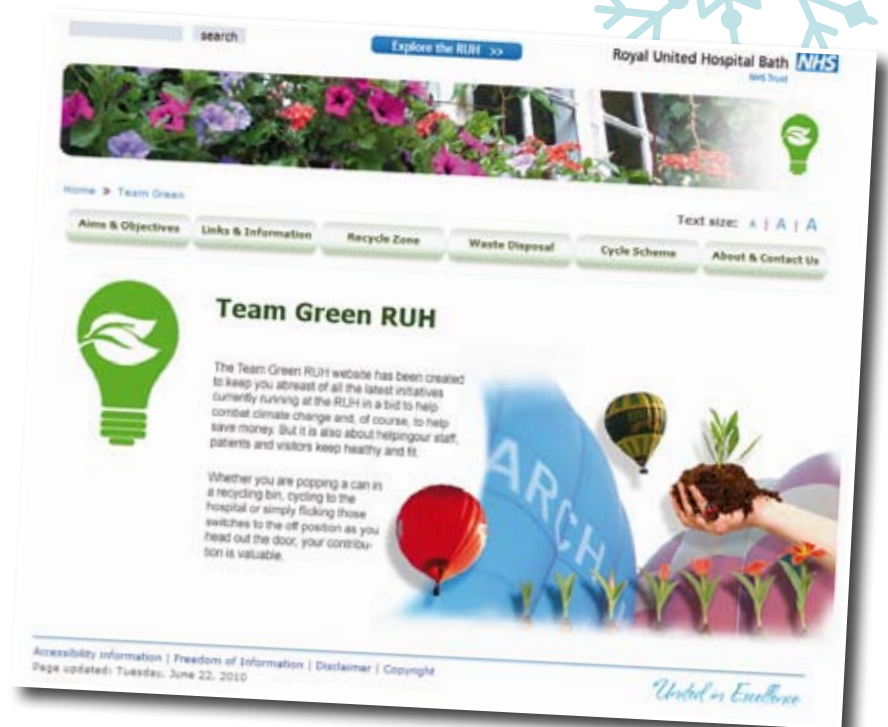 search
Explore the RUH >>
Royal United Hospital Bath NHS
NHS Trust
Home » Team Green
Text size: A | A | A
Aims & Objectives
Links & Information
Recycle Zone
Waste Disposal
Cycle Scheme
About & Contact Us
Team Green RUH
The Team Green RUH website has been created
to keep you abreast of all the latest initiatives
currently running at the RUH in a bid to help
combat climate change and, of course, to help
save money. But it is also about helpingour staff,
patients and visitors keep healthy and fit.
Whether you are popping a can in
a recycling bin, cycling to the
hospital or simply flicking those
switches to the off position as you
head out the door, your contribu-
tion is valuable.
ARCH
Accessibility information | Freedom of Information | Disclaimer | Copyright
Page updated: Tuesday, June 22, 2010
United in Excellence